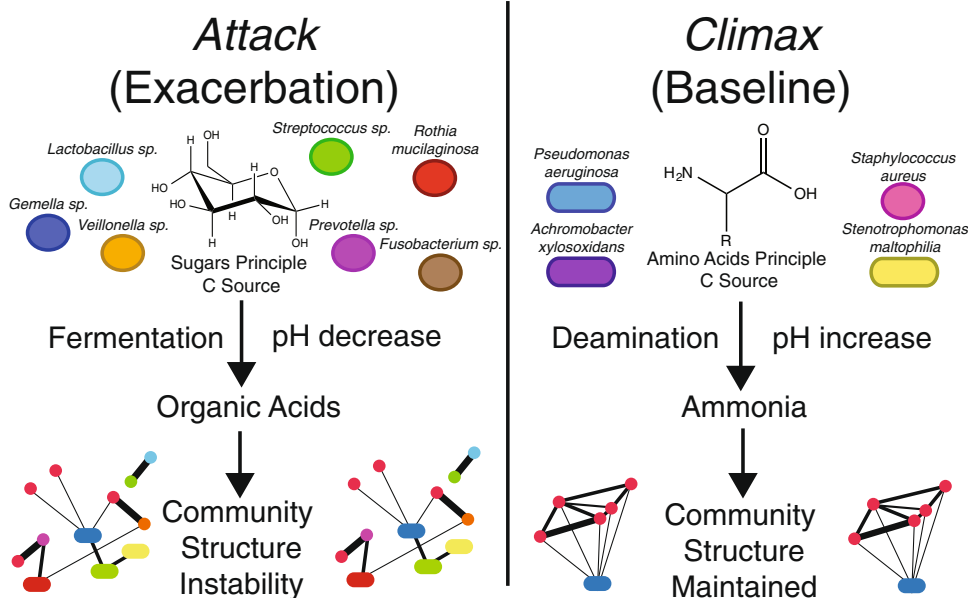 Attack
(Exacerbation)
Streptococcus sp.
Rothia
mucilaginosa
Lactobacillus sp.
Gemella sp.
Veillonella sp.
Prevotella sp.
Fusobacterium sp.
H
OH
H
O
HO
HO
H
H
OH
OH
H
Sugars Principle
C Source
Fermentation
pH decrease
Organic Acids
Community
Structure
Instability
Climax
(Baseline)
Pseudomonas
aeruginosa
Staphylococcus
aureus
Achromobacter
xylosoxidans
Stenotrophomonas
maltophilia
O
H₂N
OH
R
Amino Acids Principle
C Source
Deamination
pH increase
Ammonia
Community
Structure
Maintained